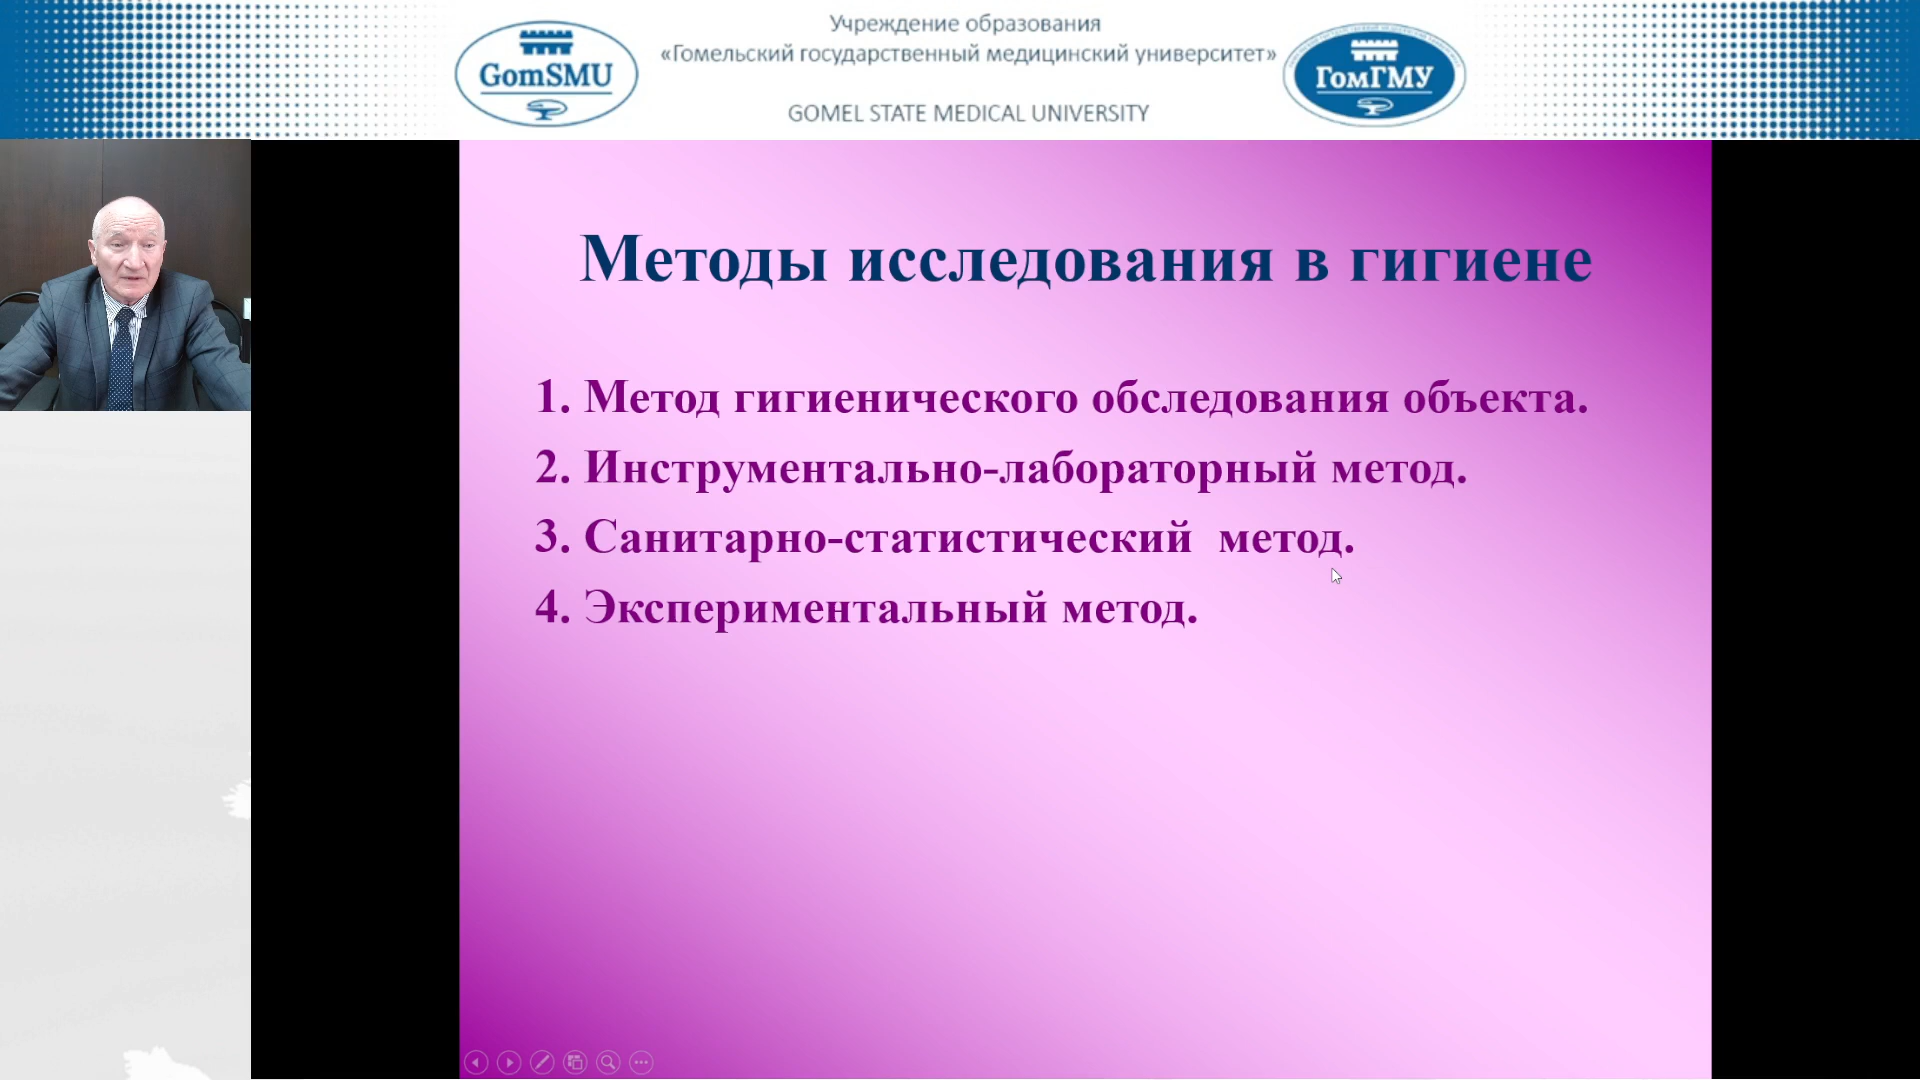 Учреждение образования
«Гомельский государственный медицинский университет»
GOMEL STATE MEDICAL UNIVERSITY
GomSMU
ГомГМУ
Методы исследования в гигиене
1. Метод гигиенического обследования объекта.
2. Инструментально-лабораторный метод.
3. Санитарно-статистический метод.
4. Экспериментальный метод.